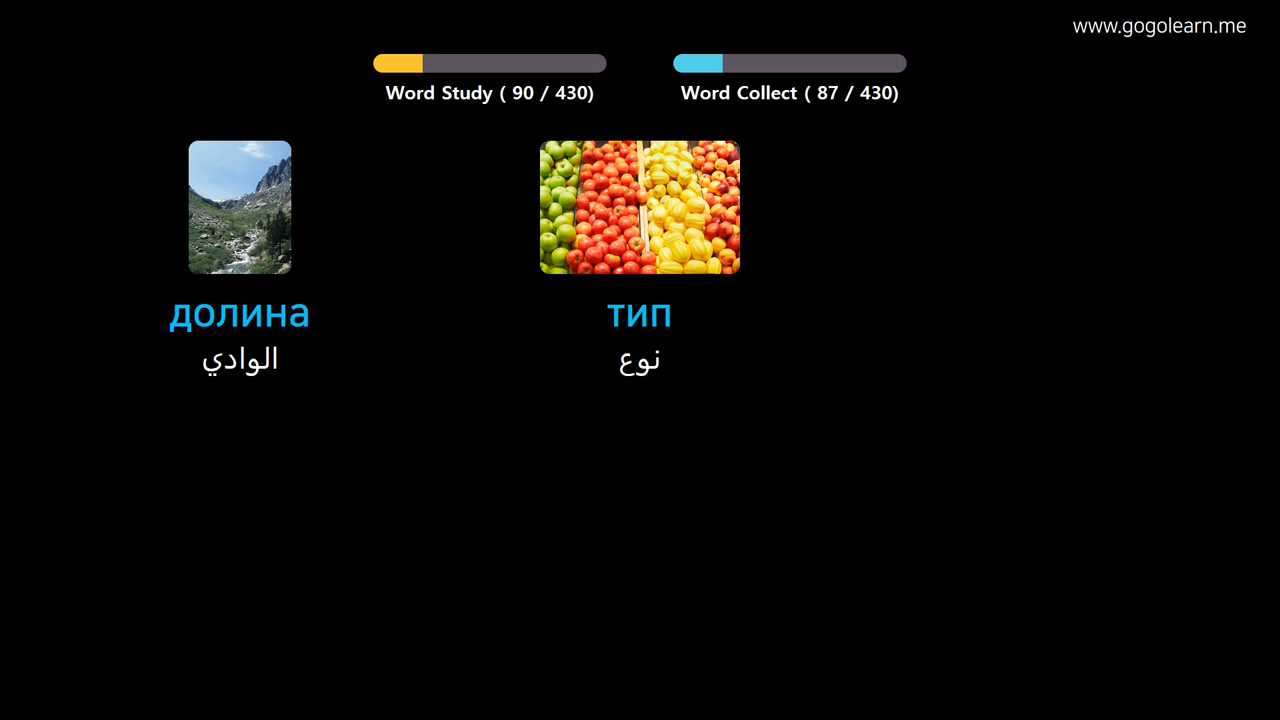 www.gogolearn.me
Word Study ( 90 / 430)
Word Collect ( 87 / 430)
долина
الوادي
тип
نوع